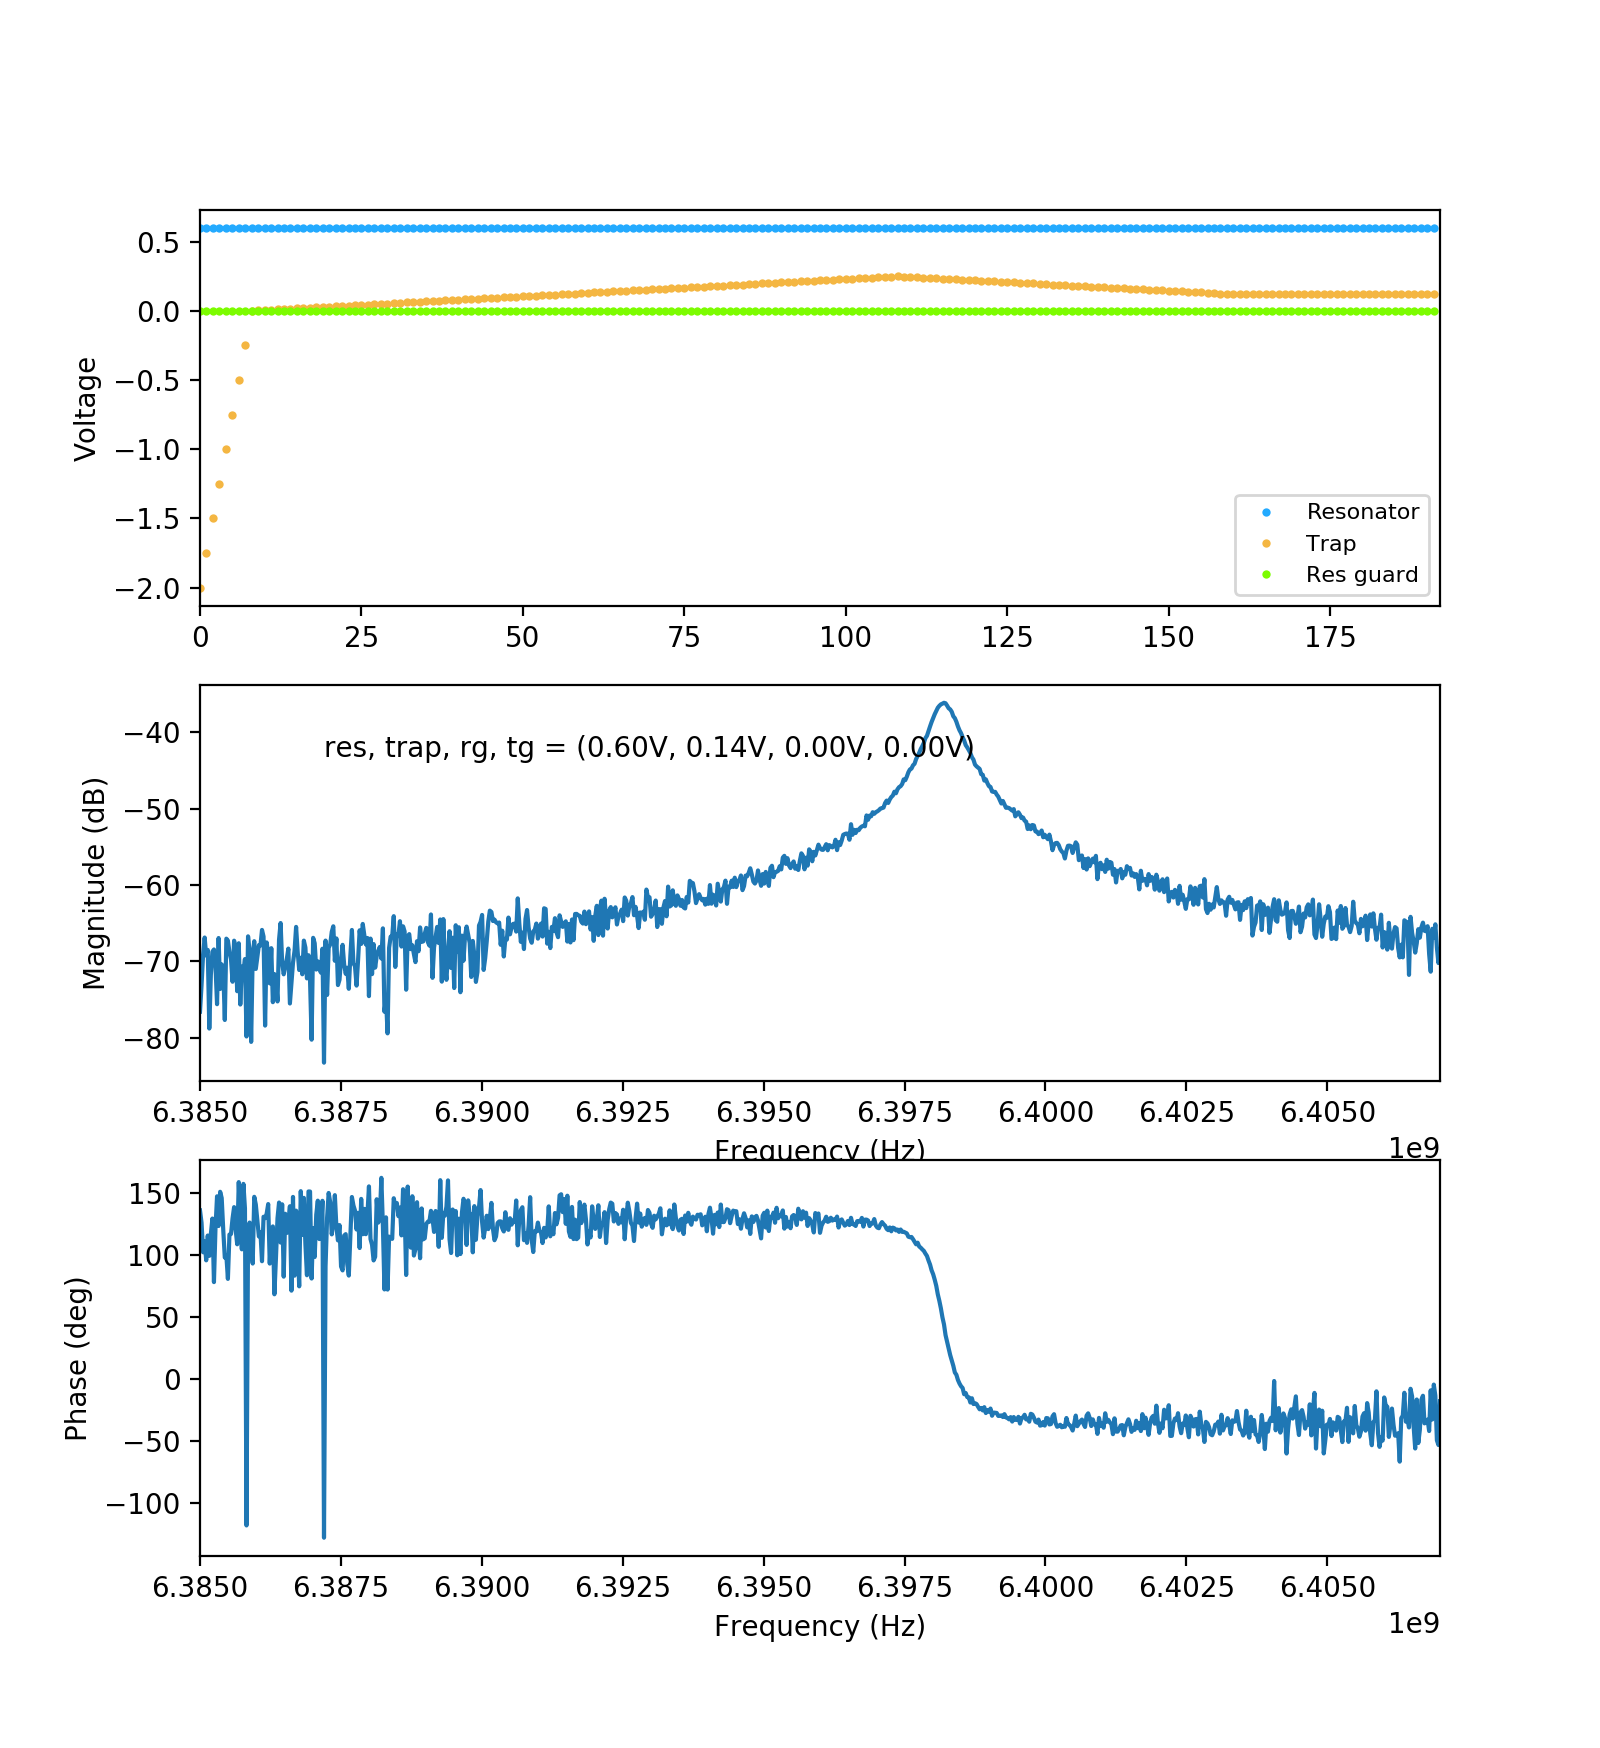 0.5
0.0
−0.5
−1.0
−1.5
−2.0
Voltage
Resonator
Trap
Res guard
0 25 50 75 100 125 150 175
−40
−50
−60
−70
−80
Magnitude (dB)
res, trap, rg, tg = (0.60V, 0.14V, 0.00V, 0.00V)
6.3850 6.3875 6.3900 6.3925 6.3950 6.3975 6.4000 6.4025 6.4050
Frequency (Hz)
1e9
150
100
50
0
−50
−100
Phase (deg)
6.3850 6.3875 6.3900 6.3925 6.3950 6.3975 6.4000 6.4025 6.4050
Frequency (Hz)
1e9